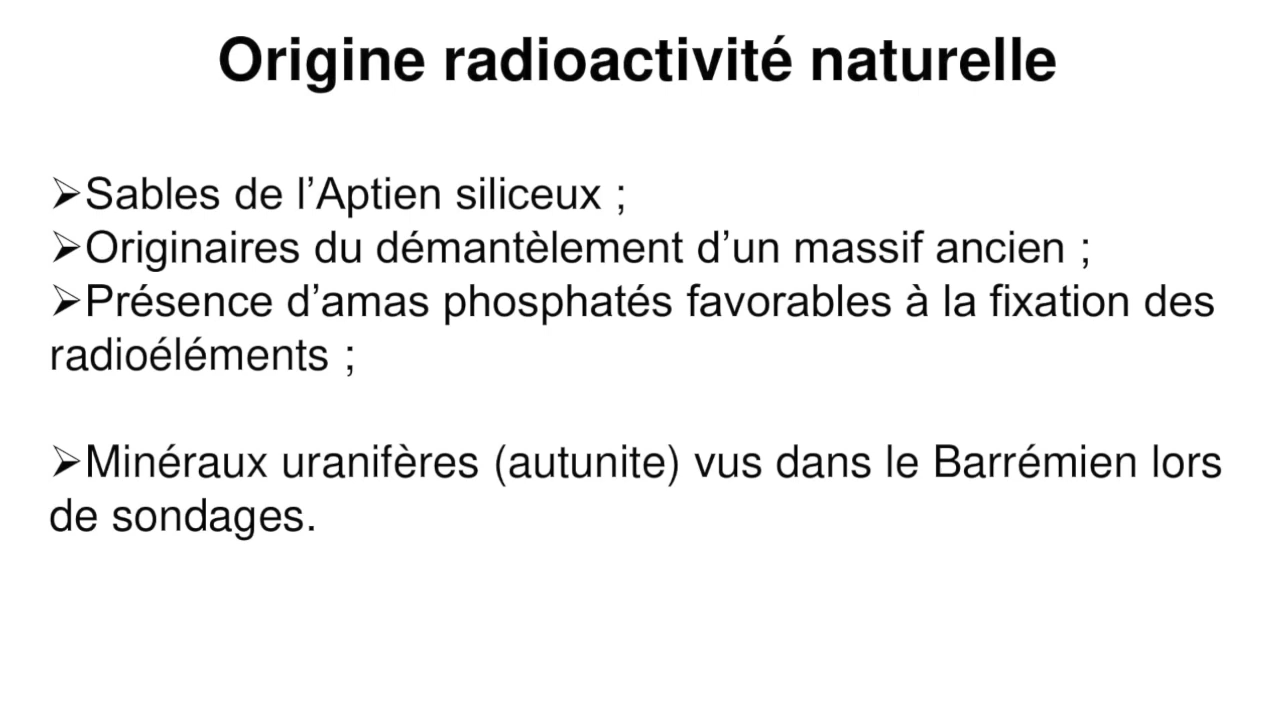 Origine radioactivité naturelle
➢Sables de l’Aptien siliceux ;
➢Originaires du démantèlement d’un massif ancien ;
➢Présence d’amas phosphatés favorables à la fixation des
radioéléments ;
➢Minéraux uranifères (autunite) vus dans le Barrémien lors
de sondages.